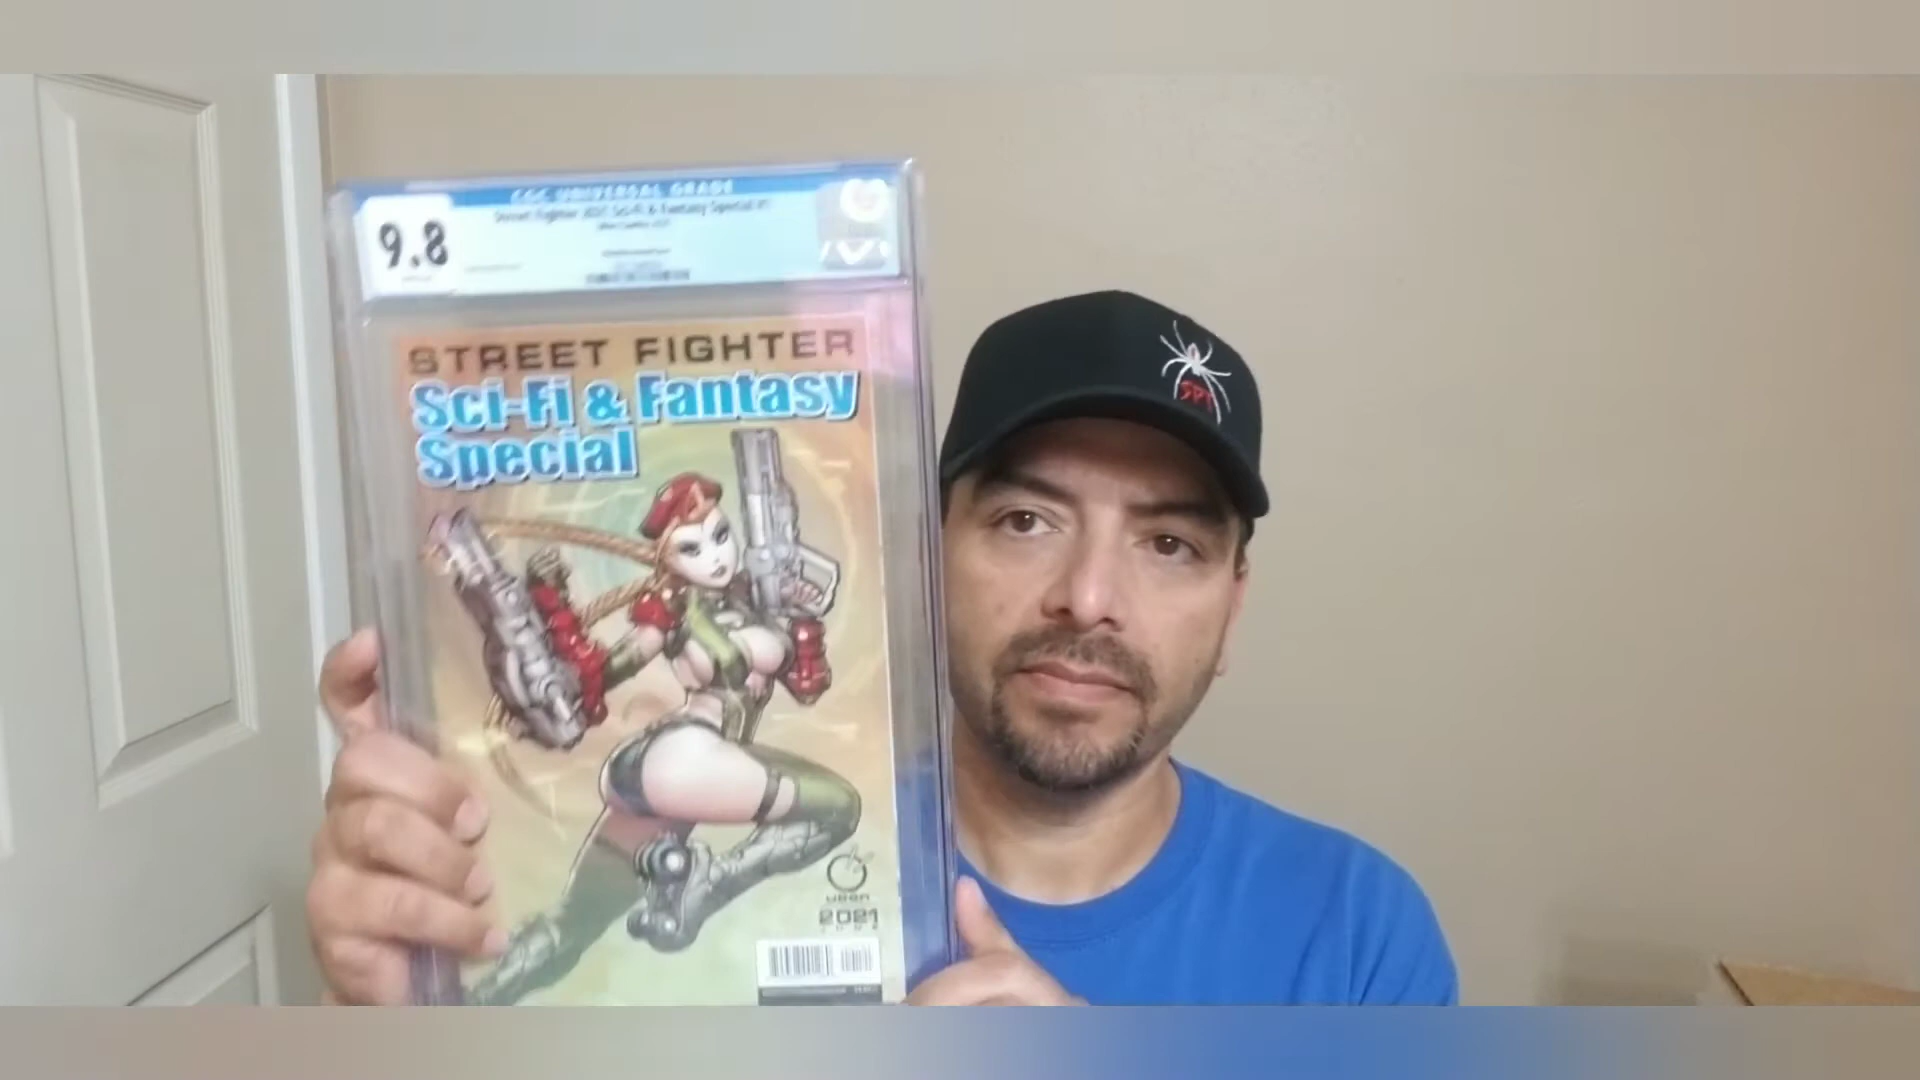 CGC UNIVERSAL GRADE
9.8
Street Fighter 2021 Sci-Fi & Fantasy Special #1
STREET FIGHTER
Sci-Fi & Fantasy
Special
UDON
2021